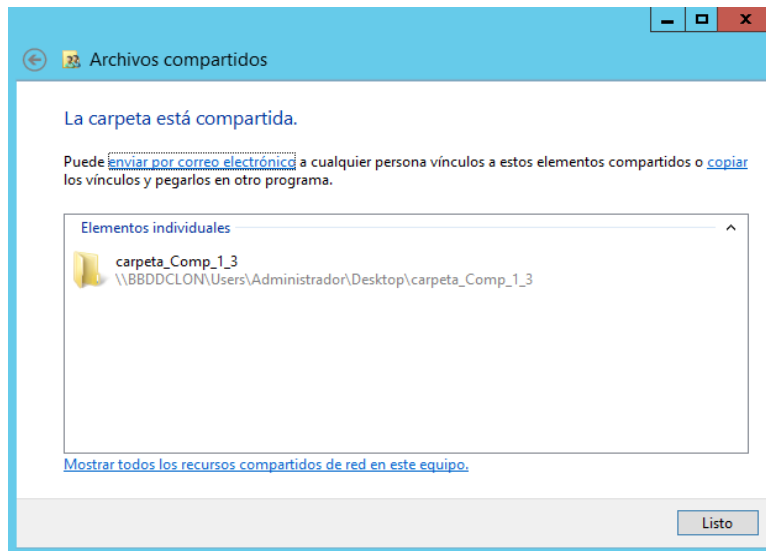 Archivos compartidos
La carpeta está compartida.
Puede enviar por correo electrónico a cualquier persona vínculos a estos elementos compartidos o copiar
los vínculos y pegarlos en otro programa.
Elementos individuales
carpeta_Comp_1_3
\\BBDDCLON\Users\Administrador\Desktop\carpeta_Comp_1_3
Mostrar todos los recursos compartidos de red en este equipo.
Listo